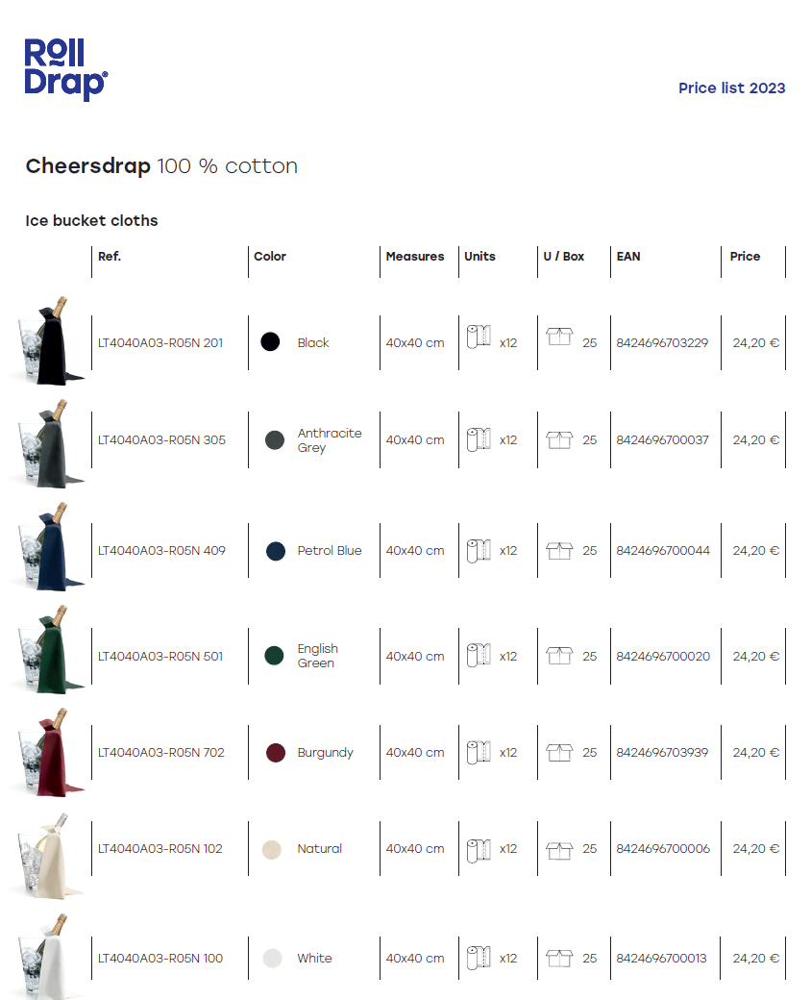 Roll
Drap®
Price list 2023
Cheersdrap 100 % cotton
Ice bucket cloths
Ref. Color Measures Units U / Box EAN Price
LT4040A03-R05N 201 Black 40x40 cm x12 25 8424696703229 24,20 €
LT4040A03-R05N 305 Anthracite Grey 40x40 cm x12 25 8424696700037 24,20 €
LT4040A03-R05N 409 Petrol Blue 40x40 cm x12 25 8424696700044 24,20 €
LT4040A03-R05N 501 English Green 40x40 cm x12 25 8424696700020 24,20 €
LT4040A03-R05N 702 Burgundy 40x40 cm x12 25 8424696703939 24,20 €
LT4040A03-R05N 102 Natural 40x40 cm x12 25 8424696700006 24,20 €
LT4040A03-R05N 100 White 40x40 cm x12 25 8424696700013 24,20 €